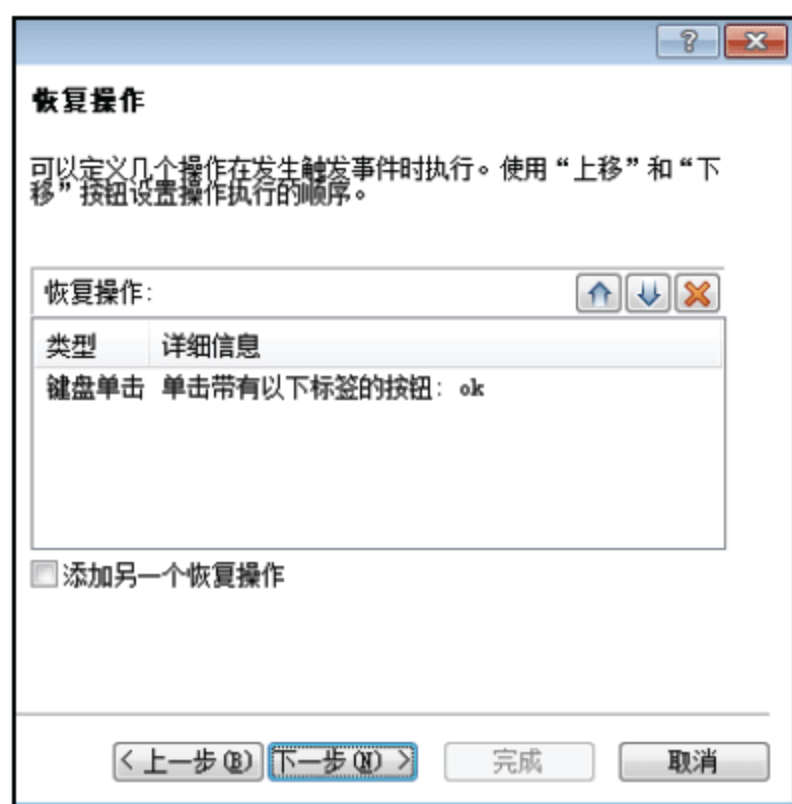 恢复操作
可以定义几个操作在发生触发事件时执行。使用“上移”和“下
移”按钮设置操作执行的顺序。
恢复操作:
类型 详细信息
键盘单击 单击带有以下标签的按钮: ok
添加另一个恢复操作
< 上一步(B) 下一步(N) > 完成 取消